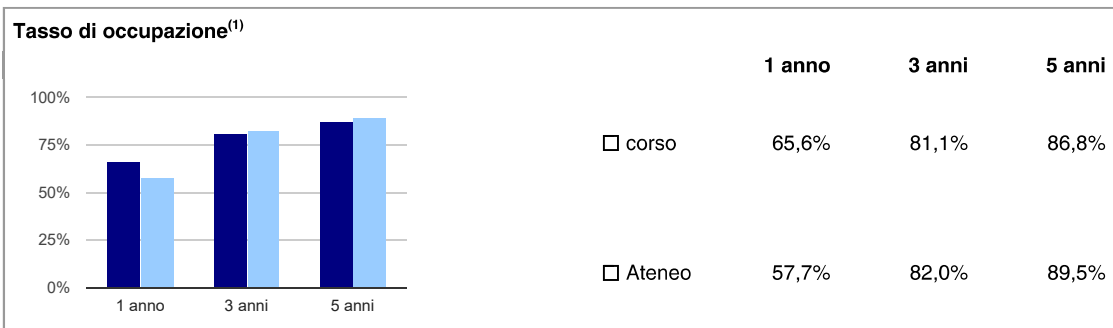 Tasso di occupazione(1)
1 anno 3 anni 5 anni
100%
75%
50%
25%
0%
1 anno 3 anni 5 anni
corso 65,6% 81,1% 86,8%
Ateneo 57,7% 82,0% 89,5%